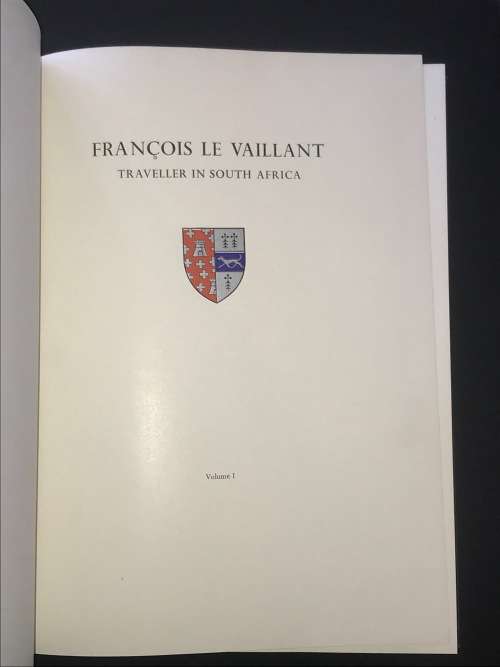 FRANÇOIS LE VAILLANT
TRAVELLER IN SOUTH AFRICA
Volume I